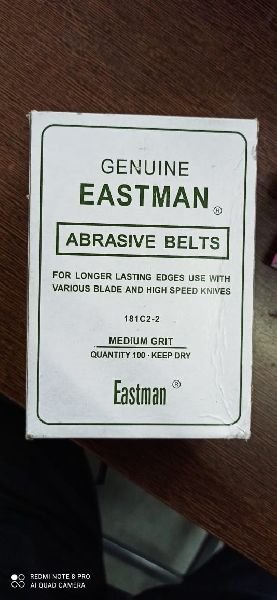 GENUINE
EASTMAN ®
ABRASIVE BELTS
FOR LONGER LASTING EDGES USE WITH
VARIOUS BLADE AND HIGH SPEED KNIVES
181C2-2
MEDIUM GRIT
QUANTITY 100 - KEEP DRY
Eastman ®
REDMI NOTE 8 PRO
AI QUAD CAMERA